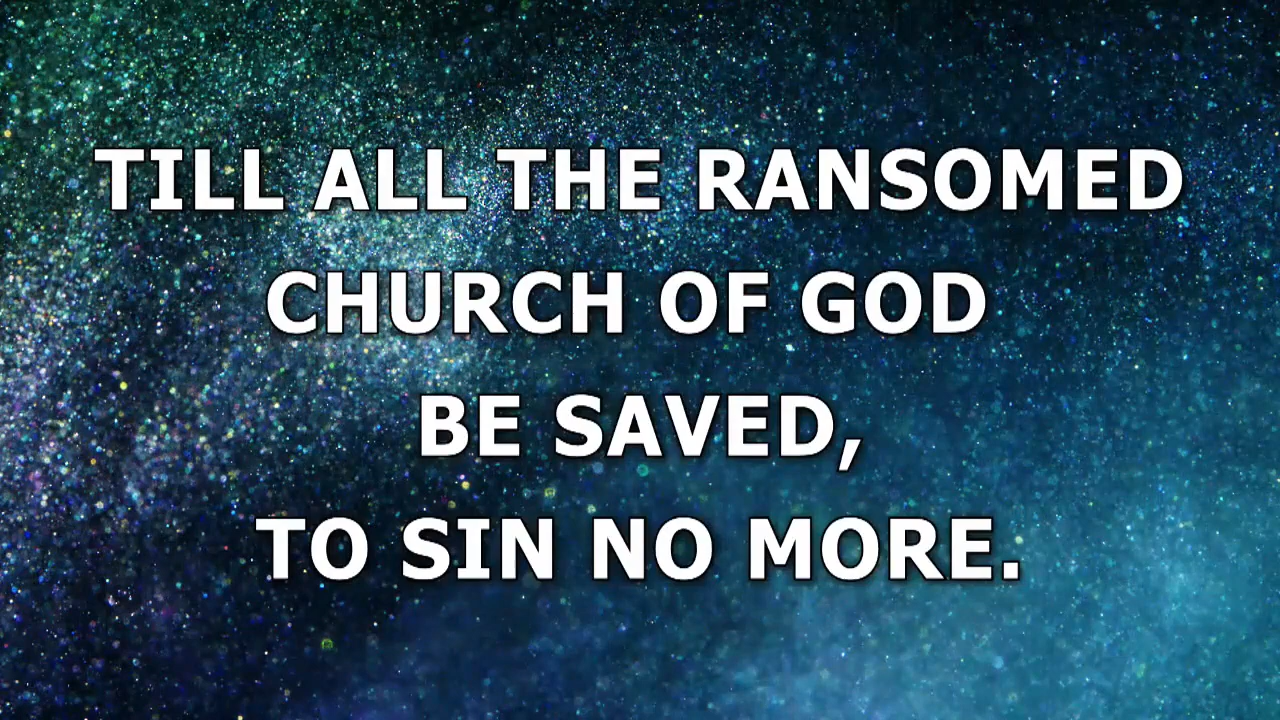 TILL ALL THE RANSOMED
CHURCH OF GOD
BE SAVED,
TO SIN NO MORE.